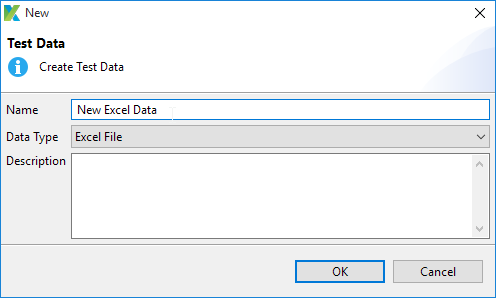 New
Test Data
Create Test Data
Name New Excel Data
Data Type Excel File
Description
OK Cancel